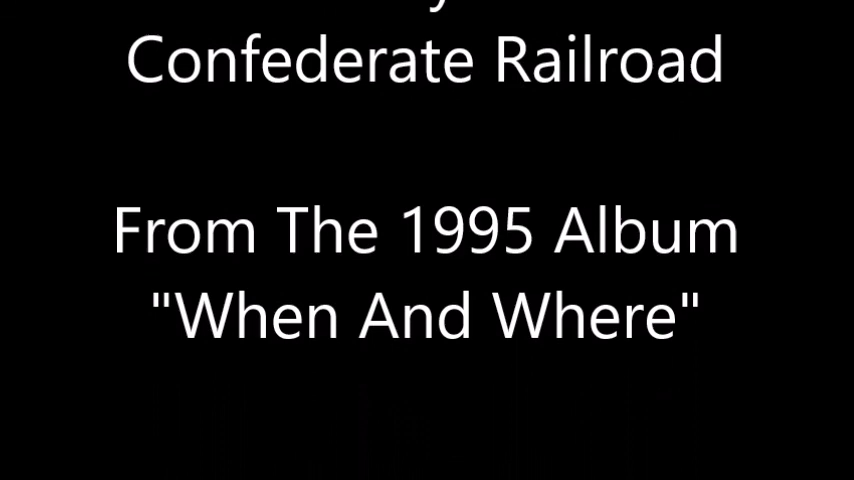 Confederate Railroad
From The 1995 Album
"When And Where"